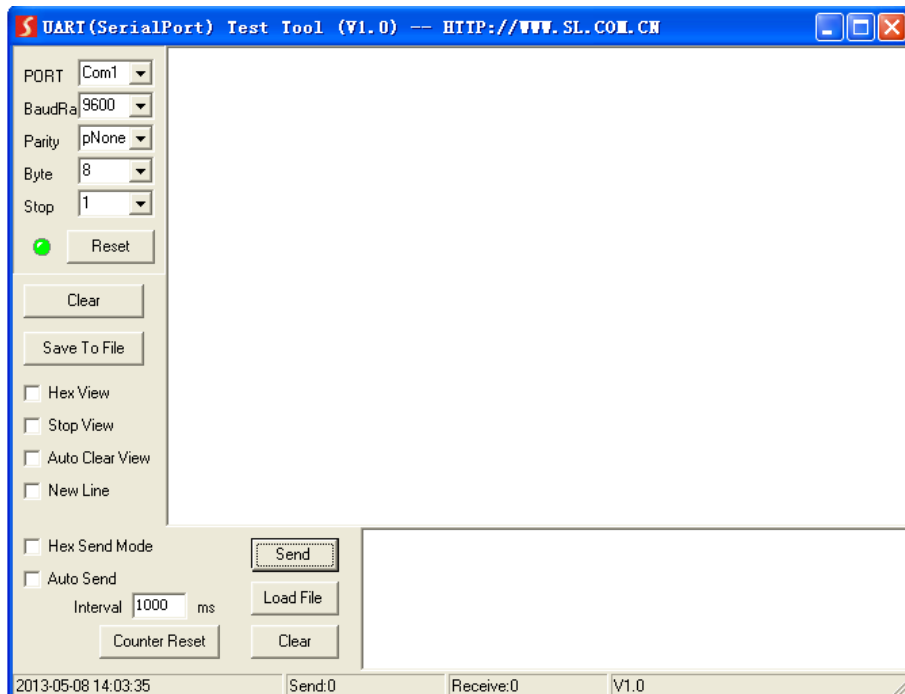 UART(SerialPort) Test Tool (V1.0) -- HTTP://WWW.SL.COM.CN
PORT Com1
BaudRa 9600
Parity pNone
Byte 8
Stop 1
Reset
Clear
Save To File
Hex View
Stop View
Auto Clear View
New Line
Hex Send Mode
Send
Auto Send
Load File
Interval 1000 ms
Counter Reset
Clear
2013-05-08 14:03:35 Send:0 Receive:0 V1.0